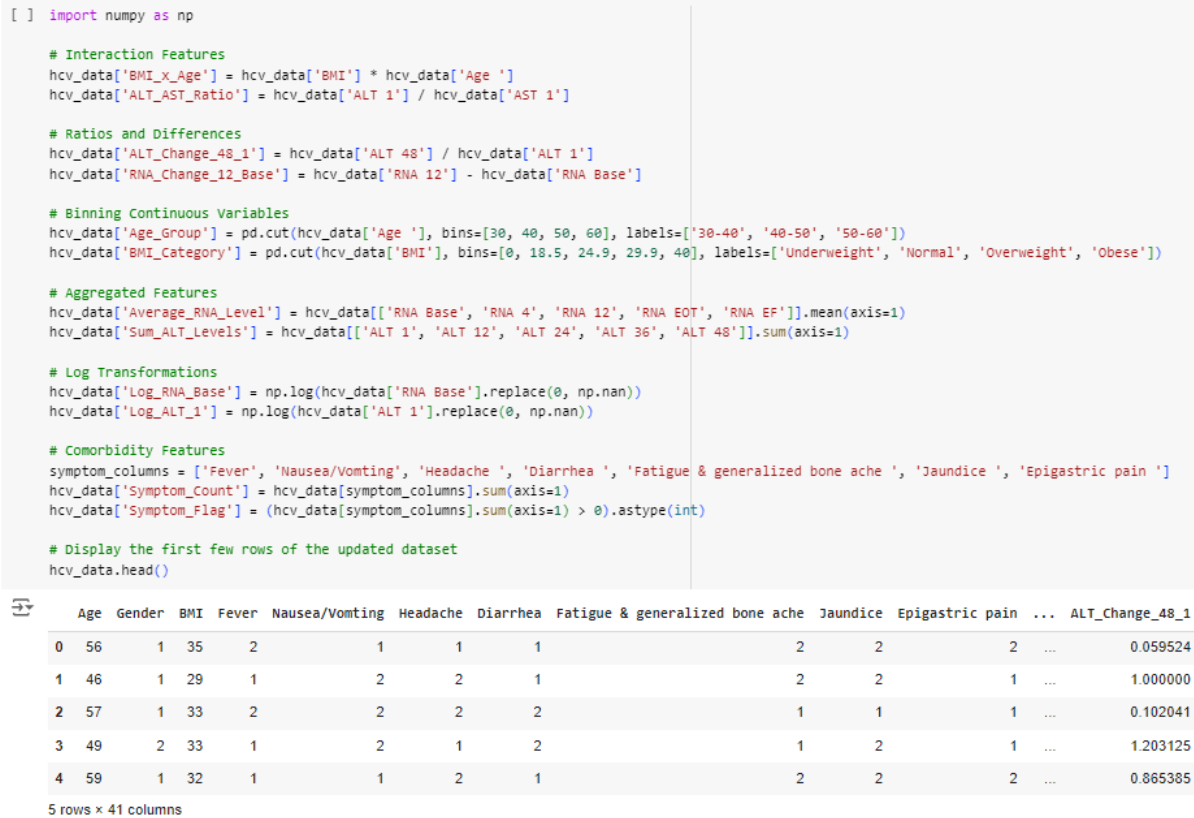 [ ] import numpy as np
# Interaction Features
hcv_data['BMI_x_Age'] = hcv_data['BMI'] * hcv_data['Age ']
hcv_data['ALT_AST_Ratio'] = hcv_data['ALT 1'] / hcv_data['AST 1']
# Ratios and Differences
hcv_data['ALT_Change_48_1'] = hcv_data['ALT 48'] / hcv_data['ALT 1']
hcv_data['RNA_Change_12_Base'] = hcv_data['RNA 12'] - hcv_data['RNA Base']
# Binning Continuous Variables
hcv_data['Age_Group'] = pd.cut(hcv_data['Age '], bins=[30, 40, 50, 60], labels=['30-40', '40-50', '50-60'])
hcv_data['BMI_Category'] = pd.cut(hcv_data['BMI'], bins=[0, 18.5, 24.9, 29.9, 40], labels=['Underweight', 'Normal', 'Overweight', 'Obese'])
# Aggregated Features
hcv_data['Average_RNA_Level'] = hcv_data[['RNA Base', 'RNA 4', 'RNA 12', 'RNA EOT', 'RNA EF']].mean(axis=1)
hcv_data['Sum_ALT_Levels'] = hcv_data[['ALT 1', 'ALT 12', 'ALT 24', 'ALT 36', 'ALT 48']].sum(axis=1)
# Log Transformations
hcv_data['Log_RNA_Base'] = np.log(hcv_data['RNA Base'].replace(0, np.nan))
hcv_data['Log_ALT_1'] = np.log(hcv_data['ALT 1'].replace(0, np.nan))
# Comorbidity Features
symptom_columns = ['Fever', 'Nausea/Vomting', 'Headache ', 'Diarrhea ', 'Fatigue & generalized bone ache ', 'Jaundice ', 'Epigastric pain ']
hcv_data['Symptom_Count'] = hcv_data[symptom_columns].sum(axis=1)
hcv_data['Symptom_Flag'] = (hcv_data[symptom_columns].sum(axis=1) > 0).astype(int)
# Display the first few rows of the updated dataset
hcv_data.head()
Age Gender BMI Fever Nausea/Vomting Headache Diarrhea Fatigue & generalized bone ache Jaundice Epigastric pain ... ALT_Change_48_1
0 56 1 35 2 1 1 1 2 2 2 ... 0.059524
1 46 1 29 1 2 2 1 2 2 1 ... 1.000000
2 57 1 33 2 2 2 2 1 1 1 ... 0.102041
3 49 2 33 1 2 1 2 1 2 1 ... 1.203125
4 59 1 32 1 1 2 1 2 2 2 ... 0.865385
5 rows × 41 columns